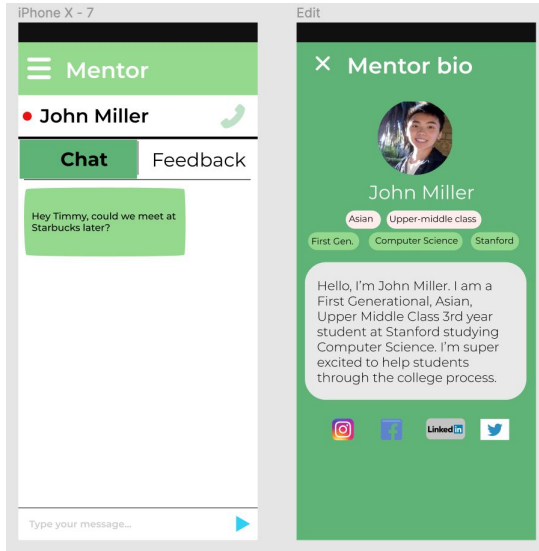 iPhone X - 7
Mentor
John Miller
Chat
Feedback
Hey Timmy, could we meet at
Starbucks later?
Type your message...
Edit
× Mentor bio
John Miller
Asian
Upper-middle class
First Gen.
Computer Science
Stanford
Hello, I'm John Miller. I am a
First Generational, Asian,
Upper Middle Class 3rd year
student at Stanford studying
Computer Science. I'm super
excited to help students
through the college process.
Linked in